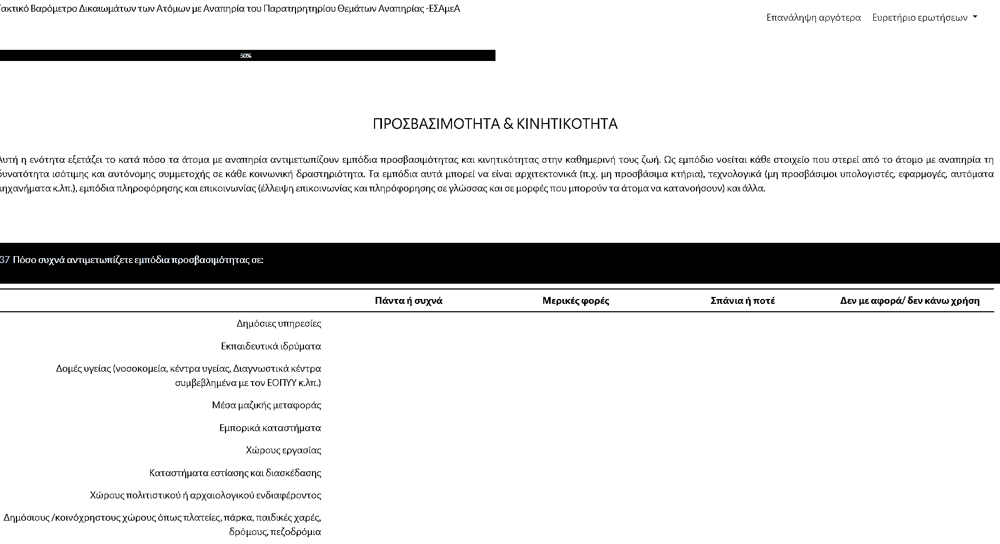 Τακτικό Βαρόμετρο Δικαιωμάτων των Ατόμων με Αναπηρία του Παρατηρητηρίου Θεμάτων Αναπηρίας -ΕΣΑμεΑ
Επανάληψη αργότερα Ευρετήριο ερωτήσεων
50%
ΠΡΟΣΒΑΣΙΜΟΤΗΤΑ & ΚΙΝΗΤΙΚΟΤΗΤΑ
Αυτή η ενότητα εξετάζει το κατά πόσο τα άτομα με αναπηρία αντιμετωπίζουν εμπόδια προσβασιμότητας και κινητικότητας στην καθημερινή τους ζωή. Ως εμπόδιο νοείται κάθε στοιχείο που στερεί από το άτομο με αναπηρία τη
δυνατότητα ισότιμης και αυτόνομης συμμετοχής σε κάθε κοινωνική δραστηριότητα. Τα εμπόδια αυτά μπορεί να είναι αρχιτεκτονικά (π.χ. μη προσβάσιμα κτήρια), τεχνολογικά (μη προσβάσιμοι υπολογιστές, εφαρμογές, αυτόματα
μηχανήματα κ.λπ.), εμπόδια πληροφόρησης και επικοινωνίας (έλλειψη επικοινωνίας και πληρόφορησης σε γλώσσας και σε μορφές που μπορούν τα άτομα να κατανοήσουν) και άλλα.
37 Πόσο συχνά αντιμετωπίζετε εμπόδια προσβασιμότητας σε:
Πάντα ή συχνά Μερικές φορές Σπάνια ή ποτέ Δεν με αφορά/ δεν κάνω χρήση
Δημόσιες υπηρεσίες
Εκπαιδευτικά ιδρύματα
Δομές υγείας (νοσοκομεία, κέντρα υγείας, Διαγνωστικά κέντρα
συμβεβλημένα με τον ΕΟΠΥΥ κ.λπ.)
Μέσα μαζικής μεταφοράς
Εμπορικά καταστήματα
Χώρους εργασίας
Καταστήματα εστίασης και διασκέδασης
Χώρους πολιτιστικού ή αρχαιολογικού ενδιαφέροντος
Δημόσιους /κοινόχρηστους χώρους όπως πλατείες, πάρκα, παιδικές χαρές,
δρόμους, πεζοδρόμια